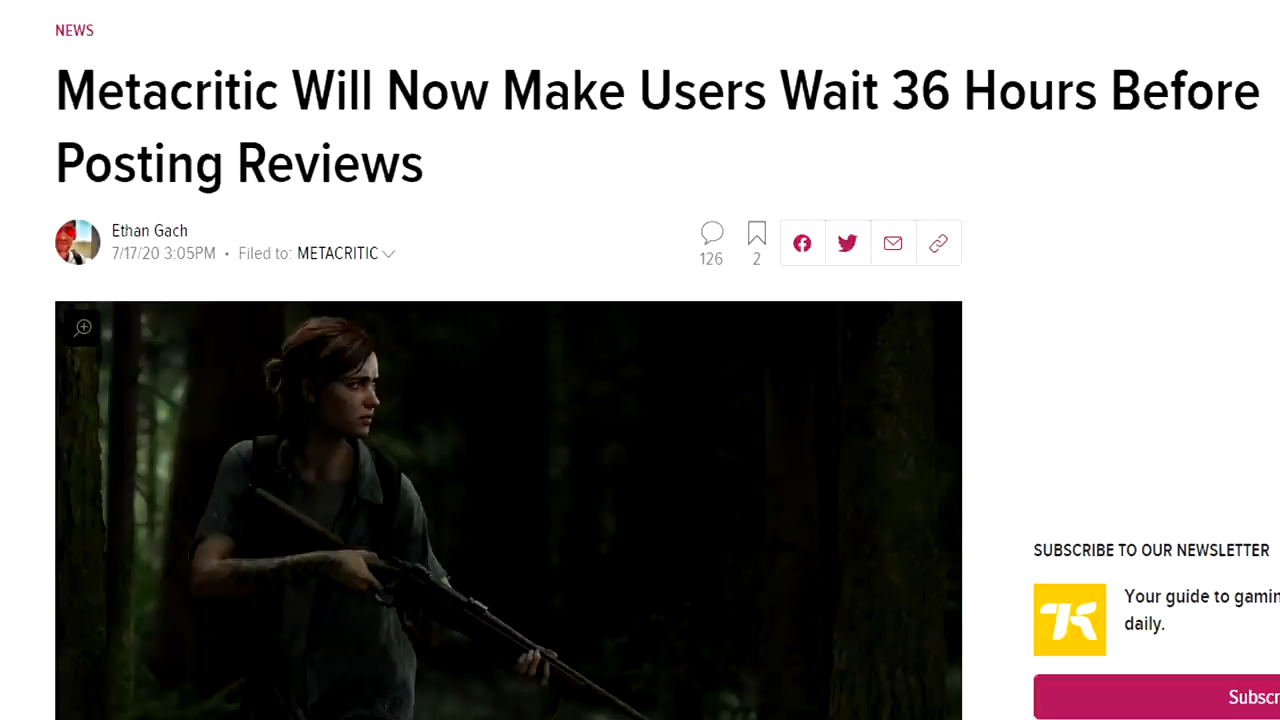 NEWS
Metacritic Will Now Make Users Wait 36 Hours Before
Posting Reviews
Ethan Gach
7/17/20 3:05PM • Filed to: METACRITIC
126
2
SUBSCRIBE TO OUR NEWSLETTER
Your guide to gamin
daily.
Subscr